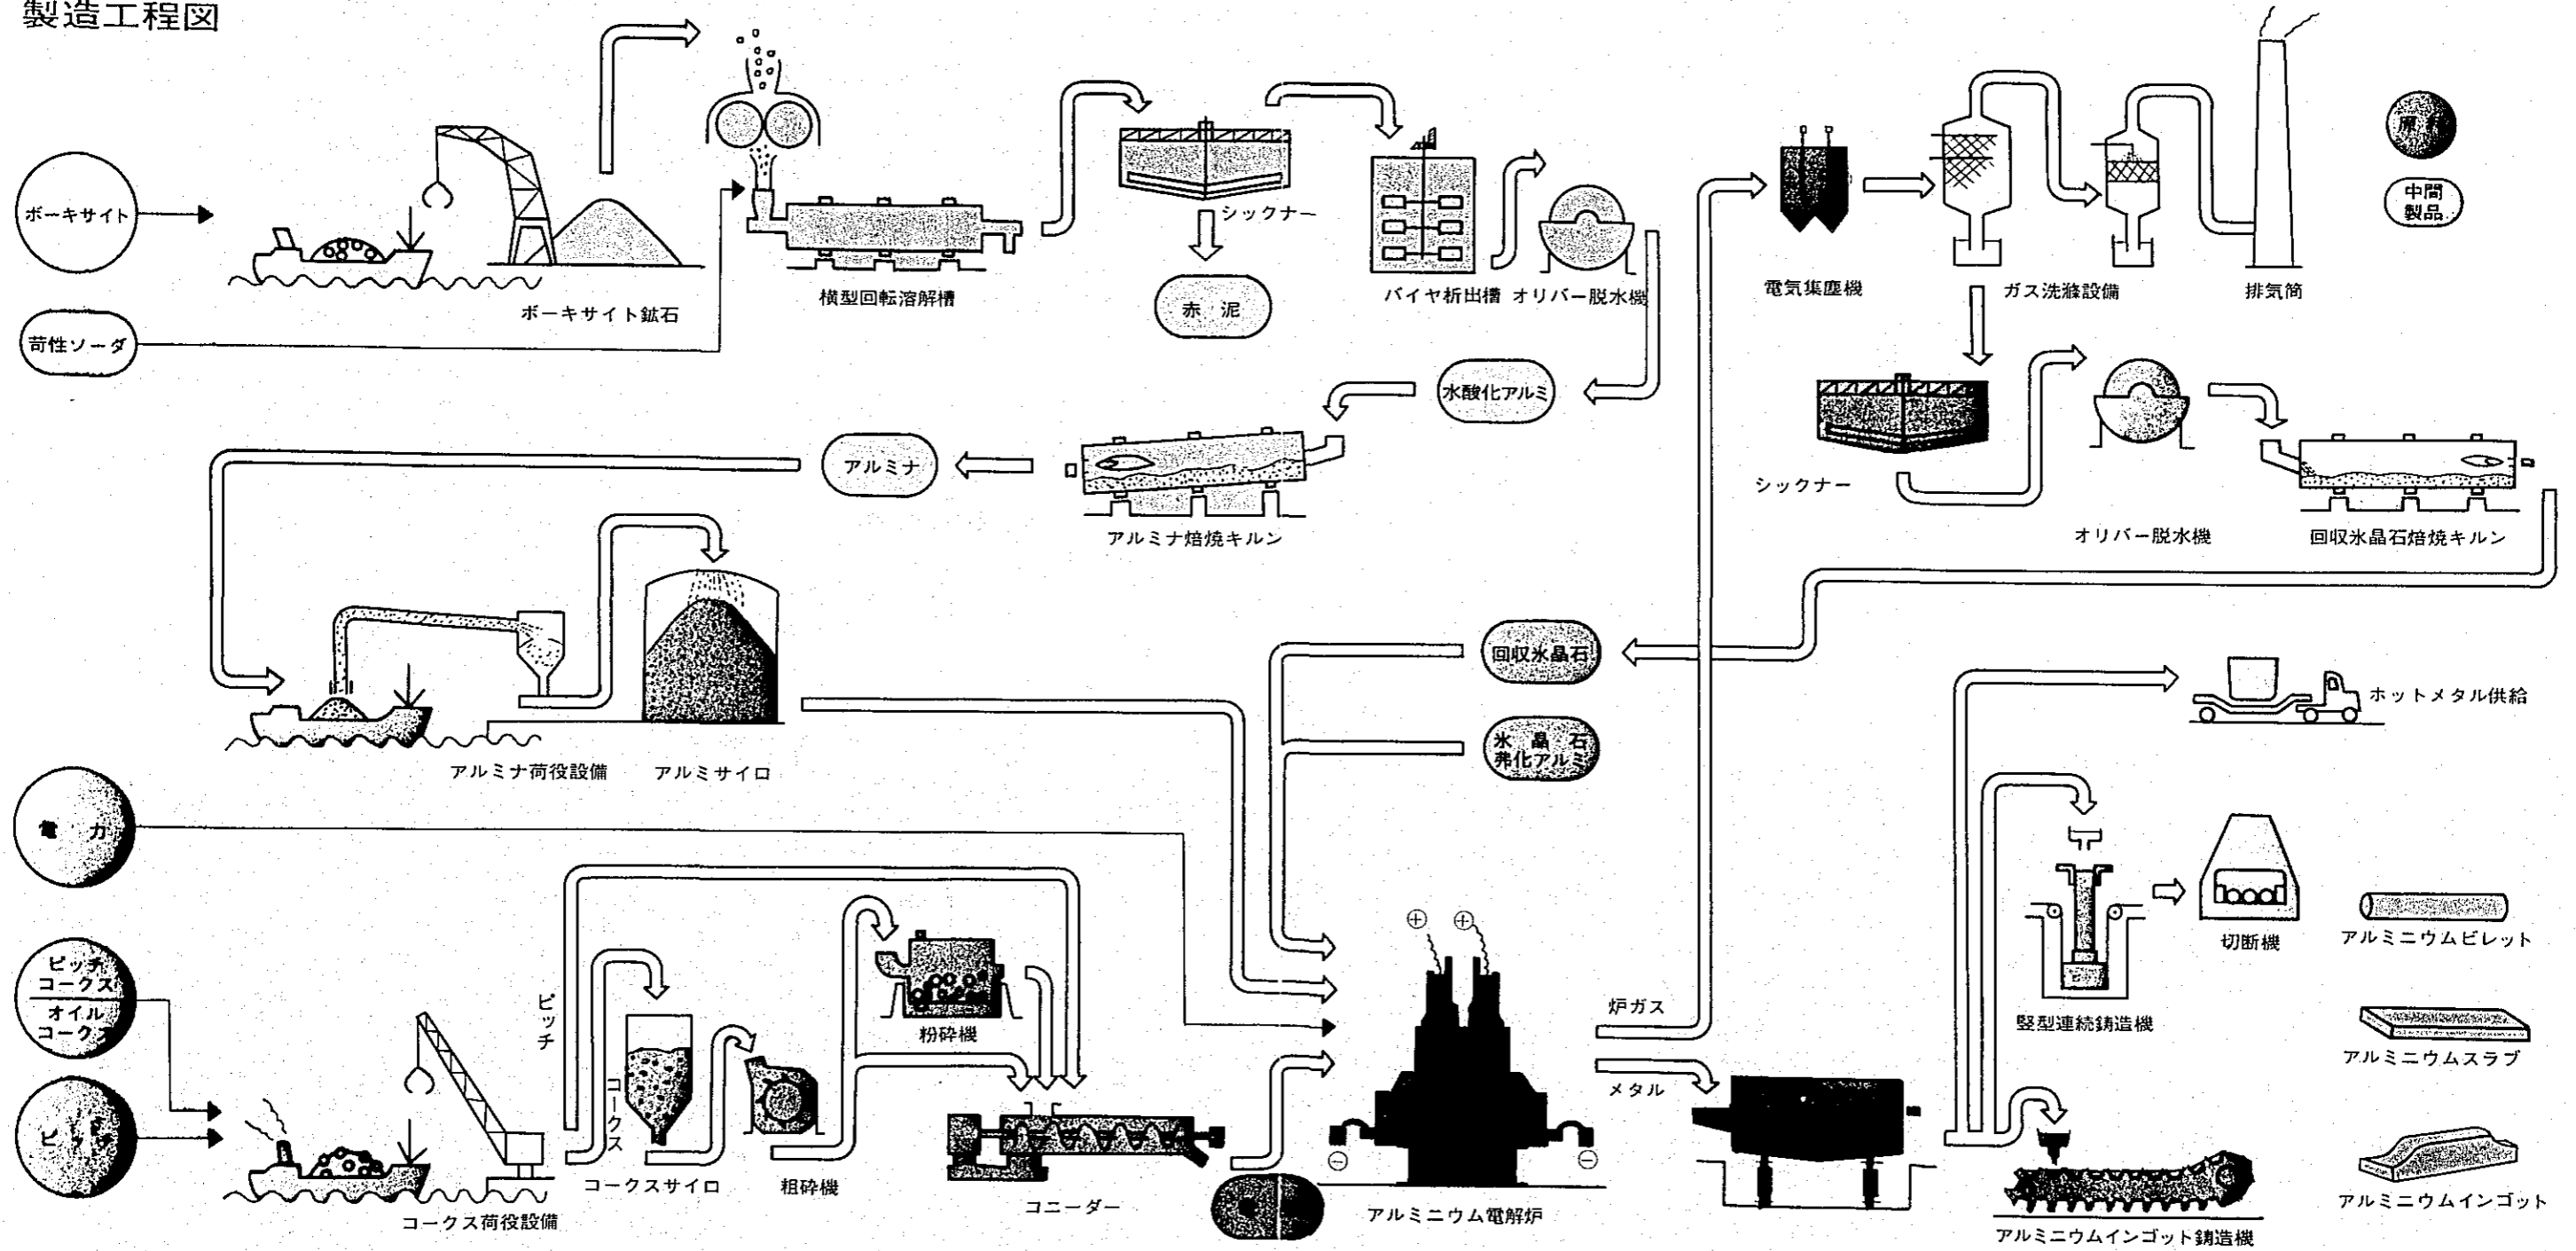 製造工程図
ボーキサイト
苛性ソーダ
ボーキサイト鉱石
横型回転溶解槽
シックナー
赤泥
バイヤ析出槽
オリバー脱水機
水酸化アルミ
アルミナ焙焼キルン
アルミナ
アルミナ荷役設備
アルミサイロ
電気集塵機
ガス洗滌設備
排気筒
中間
製品
シックナー
オリバー脱水機
回収氷晶石焙焼キルン
回収氷晶石
氷晶石
弗化アルミ
電力
ピッチ
コークス
オイル
コークス
ピッチ
コークス荷役設備
ピッチ
コークス
コークスサイロ
粗砕機
粉砕機
コニーダー
⊕
⊕
⊖
⊖
アルミニウム電解炉
炉ガス
メタル
ホットメタル供給
竪型連続鋳造機
切断機
アルミニウムインゴット鋳造機
アルミニウムビレット
アルミニウムスラブ
アルミニウムインゴット